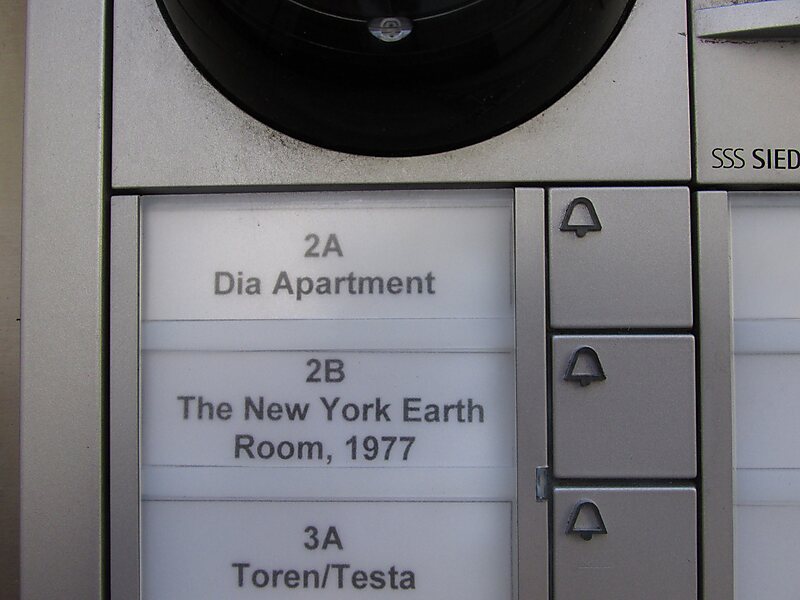 SSS SIED
2A
Dia Apartment
2B
The New York Earth
Room, 1977
3A
Toren/Testa